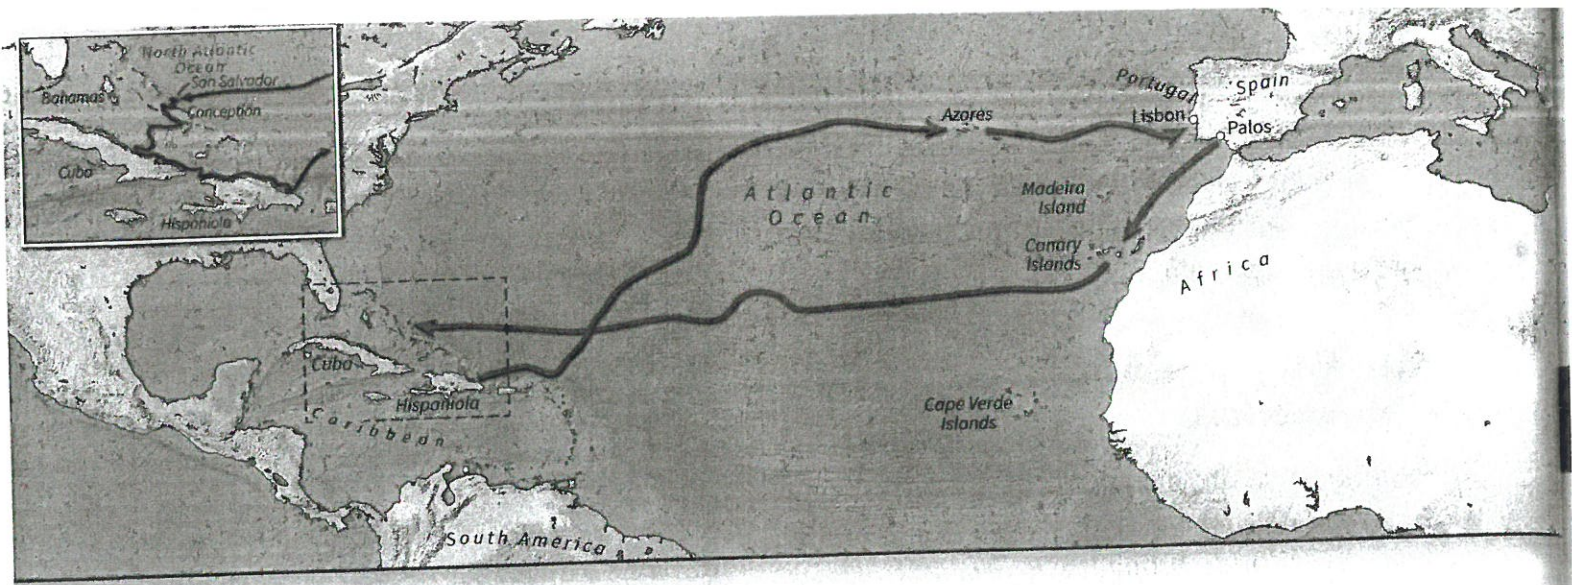 North Atlantic
Ocean
San Salvador
Bahamas
Conception
Cuba
Hispaniola
Portugal
Spain
Azores
Lisbon
Palos
Atlantic
Ocean
Madeira
Island
Canary
Islands
Africa
Cuba
Hispaniola
Caribbean
Cape Verde
Islands
South America